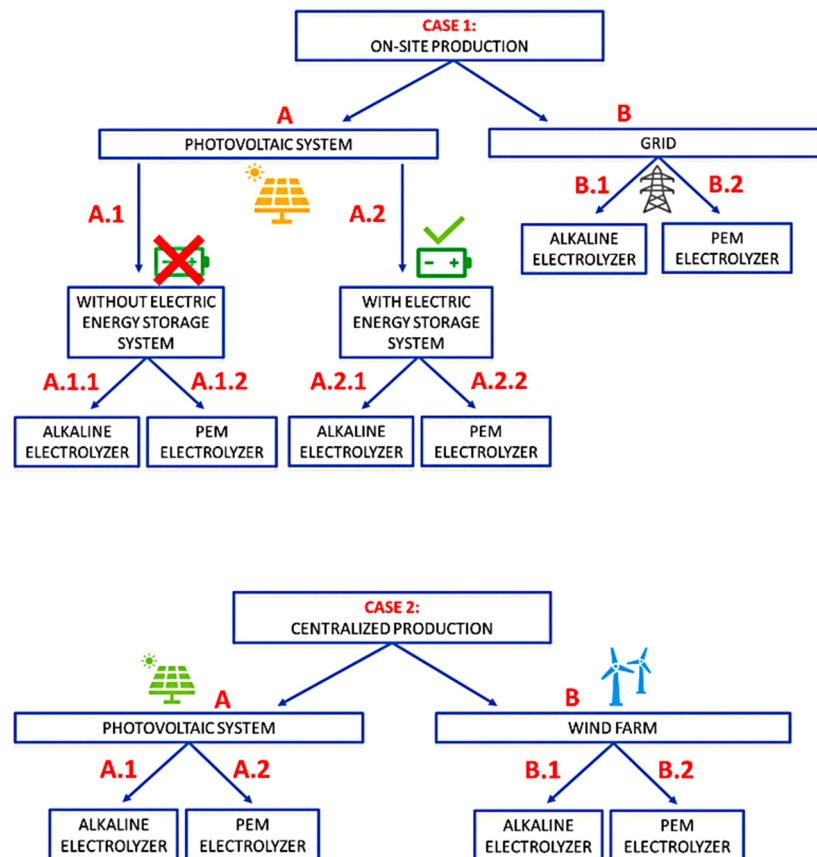 CASE 1:
ON-SITE PRODUCTION
A
B
PHOTOVOLTAIC SYSTEM
GRID
A.1
A.2
B.1
B.2
ALKALINE
ELECTROLYZER
PEM
ELECTROLYZER
WITHOUT ELECTRIC
ENERGY STORAGE
SYSTEM
WITH ELECTRIC
ENERGY STORAGE
SYSTEM
A.1.1
A.1.2
A.2.1
A.2.2
ALKALINE
ELECTROLYZER
PEM
ELECTROLYZER
ALKALINE
ELECTROLYZER
PEM
ELECTROLYZER
CASE 2:
CENTRALIZED PRODUCTION
A
B
PHOTOVOLTAIC SYSTEM
WIND FARM
A.1
A.2
B.1
B.2
ALKALINE
ELECTROLYZER
PEM
ELECTROLYZER
ALKALINE
ELECTROLYZER
PEM
ELECTROLYZER